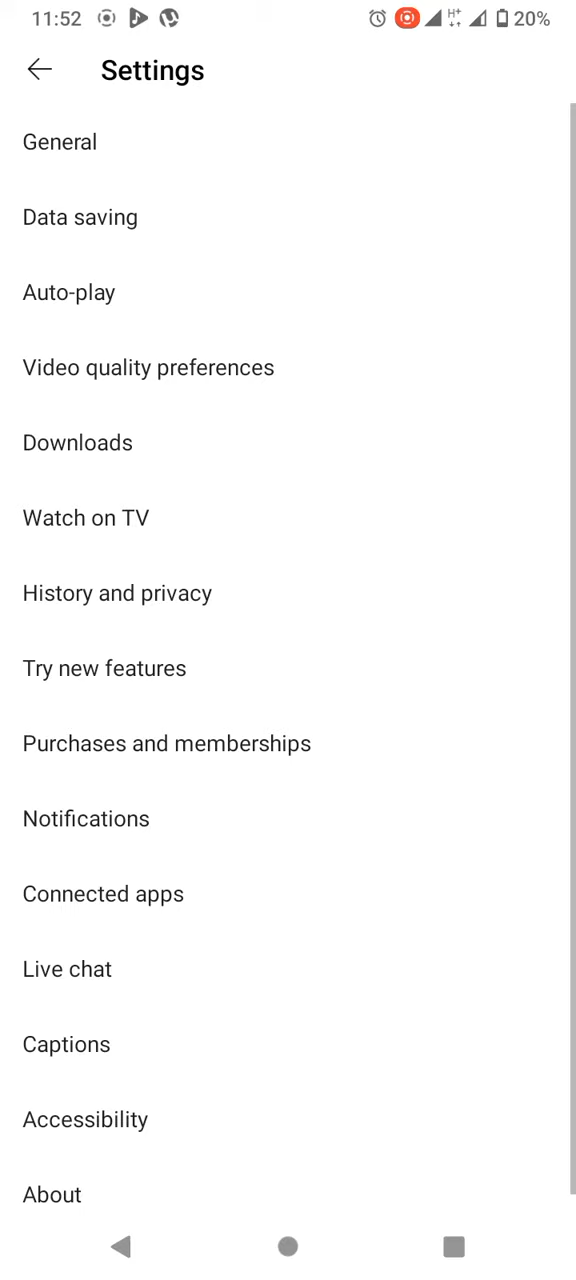 11:52 H+ 20%
Settings
General
Data saving
Auto-play
Video quality preferences
Downloads
Watch on TV
History and privacy
Try new features
Purchases and memberships
Notifications
Connected apps
Live chat
Captions
Accessibility
About